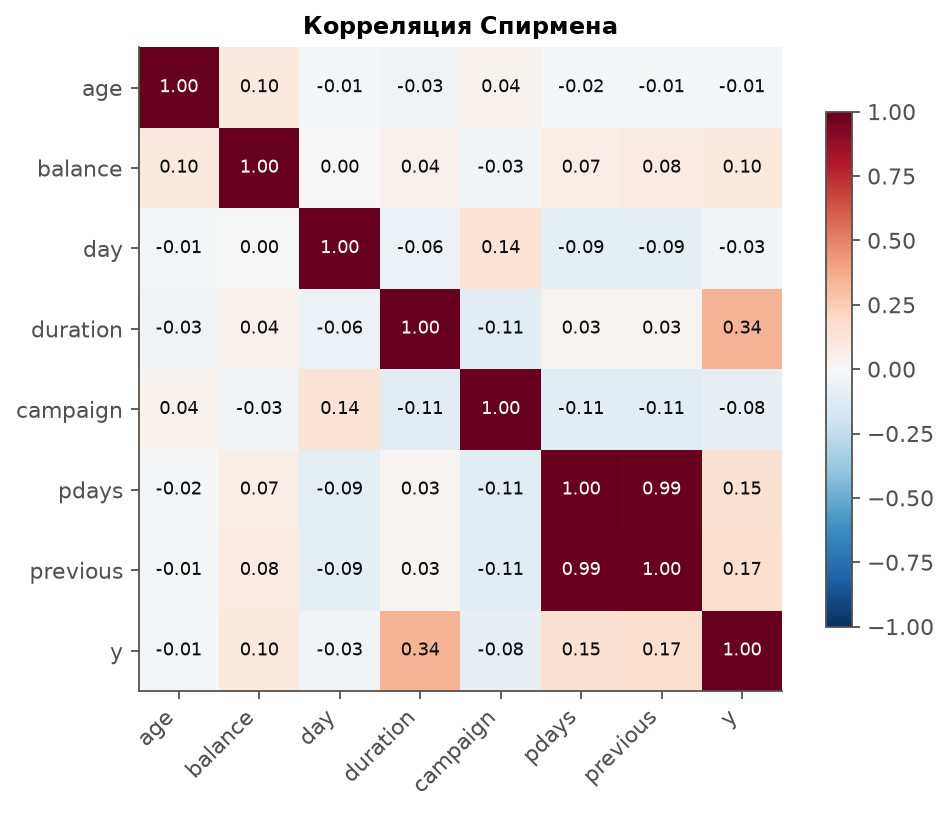 Корреляция Спирмена
age 1.00 0.10 -0.01 -0.03 0.04 -0.02 -0.01 -0.01
balance 0.10 1.00 0.00 0.04 -0.03 0.07 0.08 0.10
day -0.01 0.00 1.00 -0.06 0.14 -0.09 -0.09 -0.03
duration -0.03 0.04 -0.06 1.00 -0.11 0.03 0.03 0.34
campaign 0.04 -0.03 0.14 -0.11 1.00 -0.11 -0.11 -0.08
pdays -0.02 0.07 -0.09 0.03 -0.11 1.00 0.99 0.15
previous -0.01 0.08 -0.09 0.03 -0.11 0.99 1.00 0.17
y -0.01 0.10 -0.03 0.34 -0.08 0.15 0.17 1.00
age balance day duration campaign pdays previous y
1.00
0.75
0.50
0.25
0.00
−0.25
−0.50
−0.75
−1.00